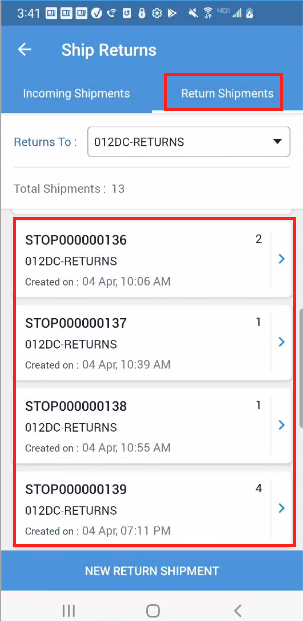 3:41
Ship Returns
Incoming Shipments
Return Shipments
Returns To :
012DC-RETURNS
Total Shipments : 13
STOP000000136
2
012DC-RETURNS
Created on : 04 Apr, 10:06 AM
STOP000000137
1
012DC-RETURNS
Created on : 04 Apr, 10:39 AM
STOP000000138
1
012DC-RETURNS
Created on : 04 Apr, 10:55 AM
STOP000000139
4
012DC-RETURNS
Created on : 04 Apr, 07:11 PM
NEW RETURN SHIPMENT